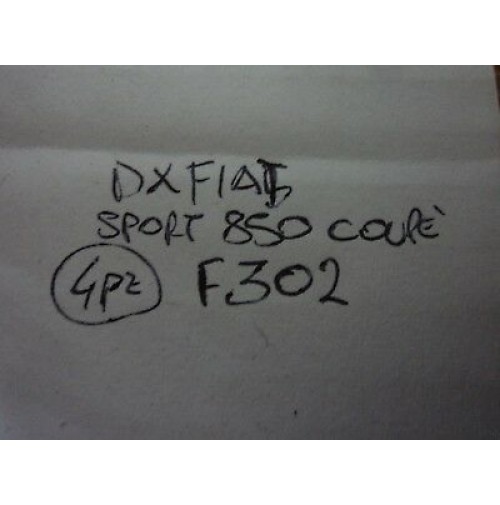 DX FIAT
SPORT 850 COUPÈ
4PZ F302